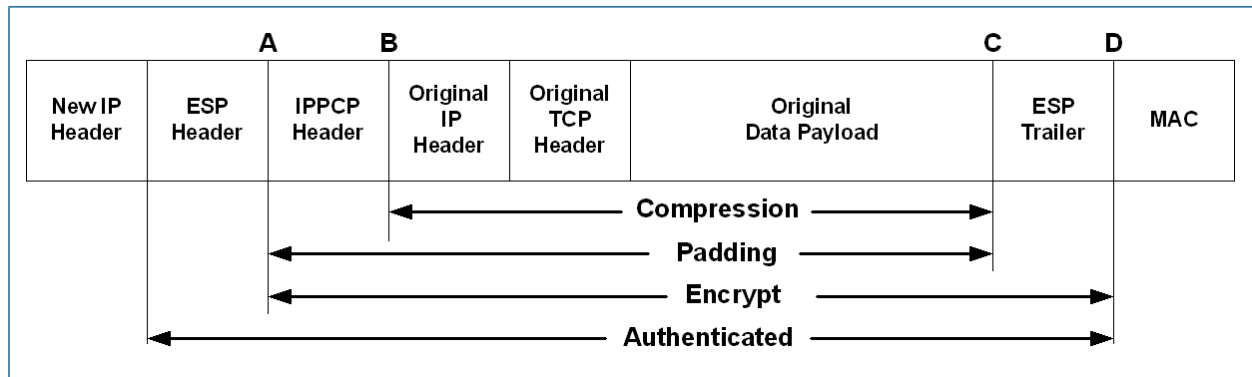 A
B
C
D
New IP
Header
ESP
Header
IPPCP
Header
Original
IP
Header
Original
TCP
Header
Original
Data Payload
ESP
Trailer
MAC
Compression
Padding
Encrypt
Authenticated